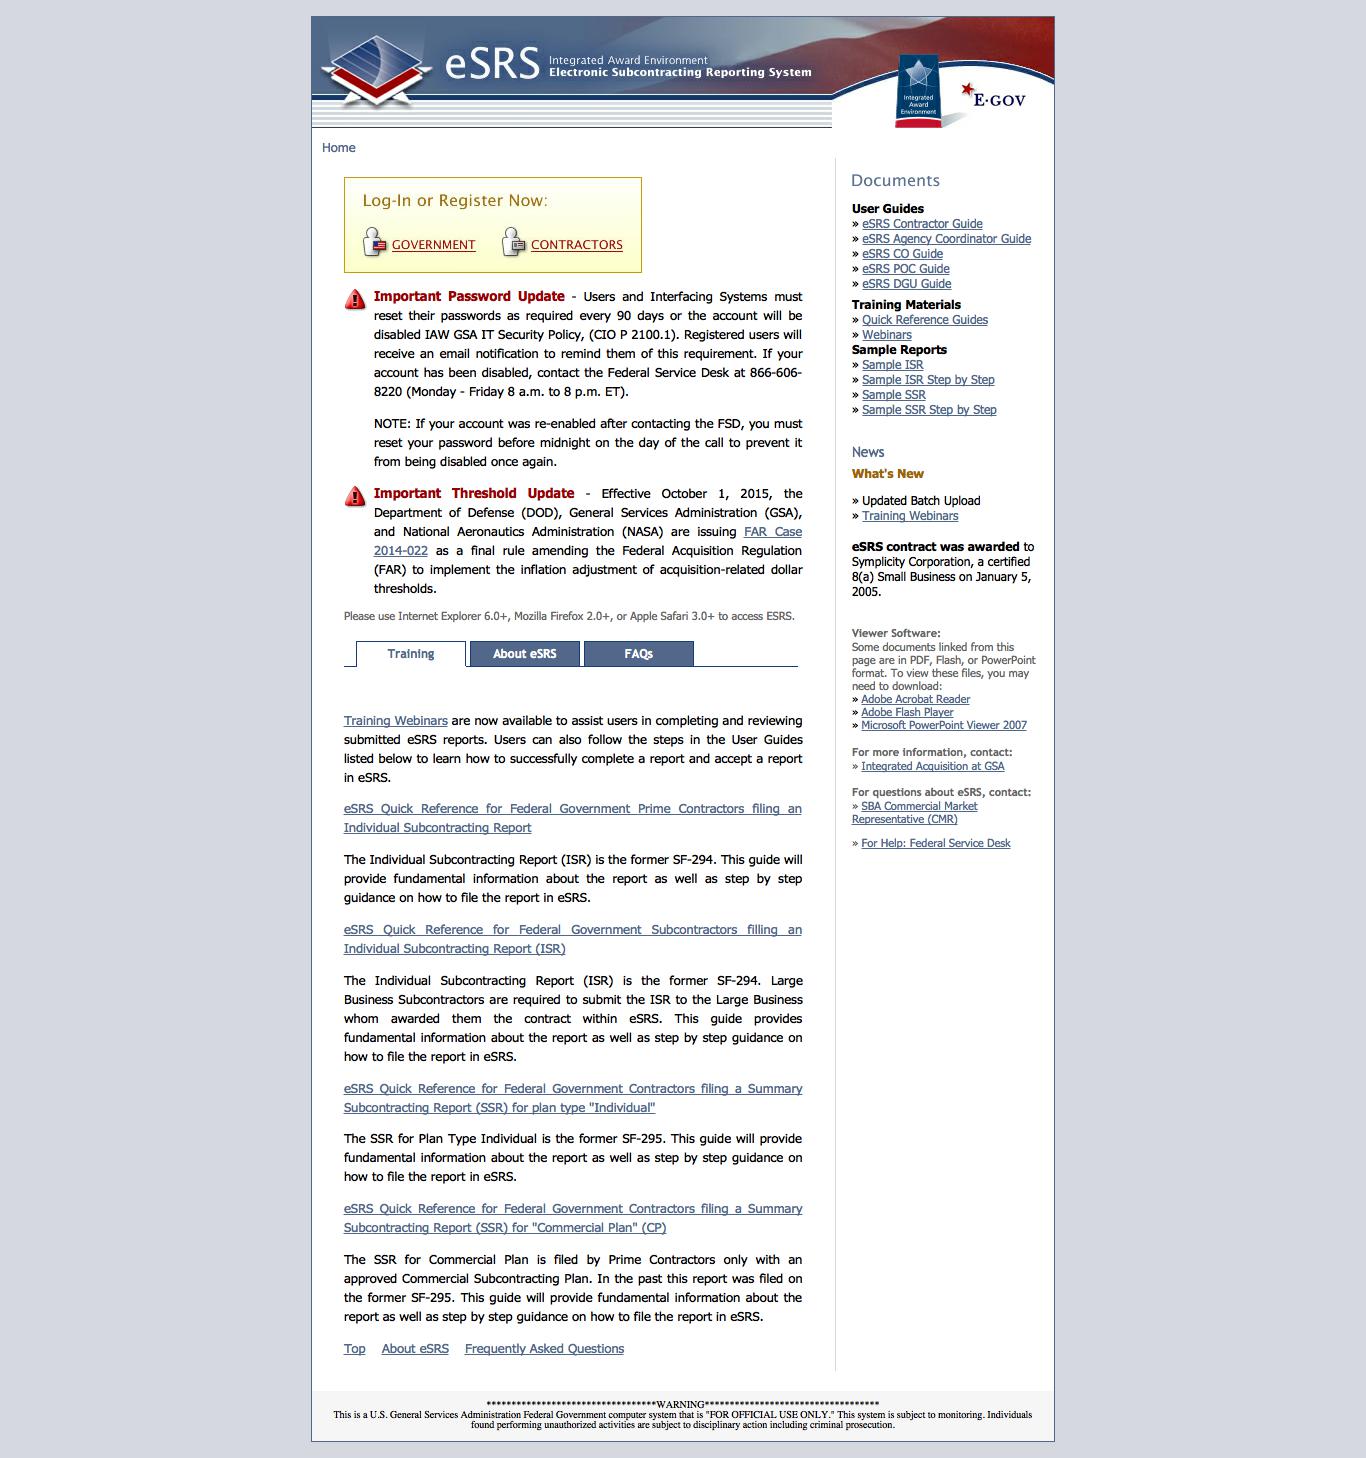 eSRS
Integrated Award Environment
Electronic Subcontracting Reporting System
Integrated
Award
Environment
E·GOV
Home
Log-In or Register Now:
GOVERNMENT
CONTRACTORS
Important Password Update - Users and Interfacing Systems must
reset their passwords as required every 90 days or the account will be
disabled IAW GSA IT Security Policy, (CIO P 2100.1). Registered users will
receive an email notification to remind them of this requirement. If your
account has been disabled, contact the Federal Service Desk at 866-606-
8220 (Monday - Friday 8 a.m. to 8 p.m. ET).
NOTE: If your account was re-enabled after contacting the FSD, you must
reset your password before midnight on the day of the call to prevent it
from being disabled once again.
Important Threshold Update - Effective October 1, 2015, the
Department of Defense (DOD), General Services Administration (GSA),
and National Aeronautics Administration (NASA) are issuing FAR Case
2014-022 as a final rule amending the Federal Acquisition Regulation
(FAR) to implement the inflation adjustment of acquisition-related dollar
thresholds.
Please use Internet Explorer 6.0+, Mozilla Firefox 2.0+, or Apple Safari 3.0+ to access ESRS.
Training
About eSRS
FAQs
Training Webinars are now available to assist users in completing and reviewing
submitted eSRS reports. Users can also follow the steps in the User Guides
listed below to learn how to successfully complete a report and accept a report
in eSRS.
eSRS Quick Reference for Federal Government Prime Contractors filing an
Individual Subcontracting Report
The Individual Subcontracting Report (ISR) is the former SF-294. This guide will
provide fundamental information about the report as well as step by step
guidance on how to file the report in eSRS.
eSRS Quick Reference for Federal Government Subcontractors filling an
Individual Subcontracting Report (ISR)
The Individual Subcontracting Report (ISR) is the former SF-294. Large
Business Subcontractors are required to submit the ISR to the Large Business
whom awarded them the contract within eSRS. This guide provides
fundamental information about the report as well as step by step guidance on
how to file the report in eSRS.
eSRS Quick Reference for Federal Government Contractors filing a Summary
Subcontracting Report (SSR) for plan type "Individual"
The SSR for Plan Type Individual is the former SF-295. This guide will provide
fundamental information about the report as well as step by step guidance on
how to file the report in eSRS.
eSRS Quick Reference for Federal Government Contractors filing a Summary
Subcontracting Report (SSR) for "Commercial Plan" (CP)
The SSR for Commercial Plan is filed by Prime Contractors only with an
approved Commercial Subcontracting Plan. In the past this report was filed on
the former SF-295. This guide will provide fundamental information about the
report as well as step by step guidance on how to file the report in eSRS.
Top About eSRS Frequently Asked Questions
Documents
User Guides
» eSRS Contractor Guide
» eSRS Agency Coordinator Guide
» eSRS CO Guide
» eSRS POC Guide
» eSRS DGU Guide
Training Materials
» Quick Reference Guides
» Webinars
Sample Reports
» Sample ISR
» Sample ISR Step by Step
» Sample SSR
» Sample SSR Step by Step
News
What's New
» Updated Batch Upload
» Training Webinars
eSRS contract was awarded to
Symplicity Corporation, a certified
8(a) Small Business on January 5,
2005.
Viewer Software:
Some documents linked from this
page are in PDF, Flash, or PowerPoint
format. To view these files, you may
need to download:
» Adobe Acrobat Reader
» Adobe Flash Player
» Microsoft PowerPoint Viewer 2007
For more information, contact:
» Integrated Acquisition at GSA
For questions about eSRS, contact:
» SBA Commercial Market
Representative (CMR)
» For Help: Federal Service Desk
**********************************WARNING***********************************
This is a U.S. General Services Administration Federal Government computer system that is "FOR OFFICIAL USE ONLY." This system is subject to monitoring. Individuals
found performing unauthorized activities are subject to disciplinary action including criminal prosecution.